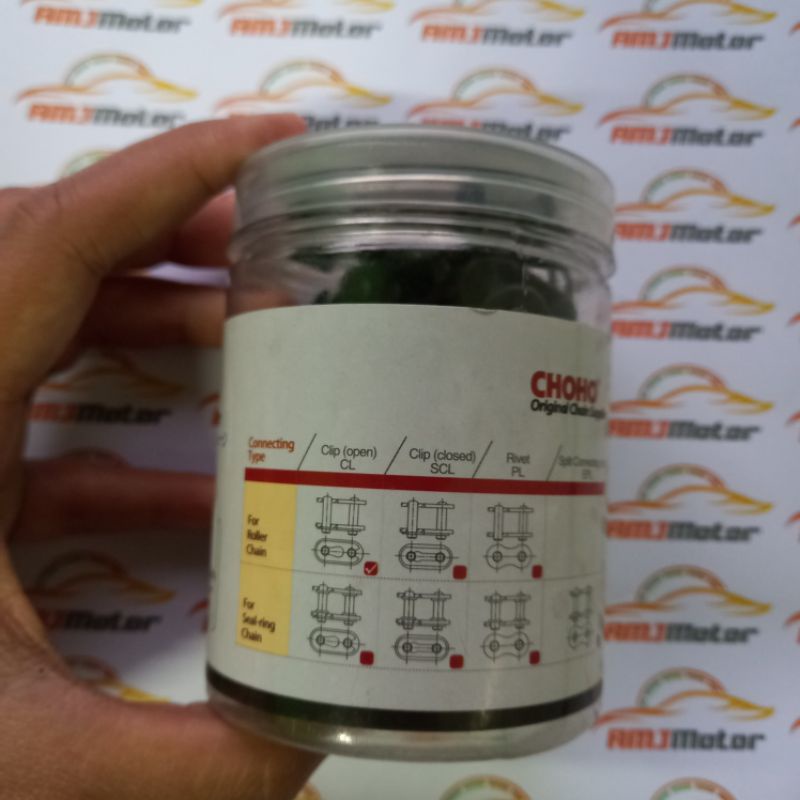 CHOHO
Original Chain
Connecting Type
Clip (open) CL
Clip (closed) SCL
Rivet PL
Split
For Roller Chain
For Seal-ring Chain
AMJMotor